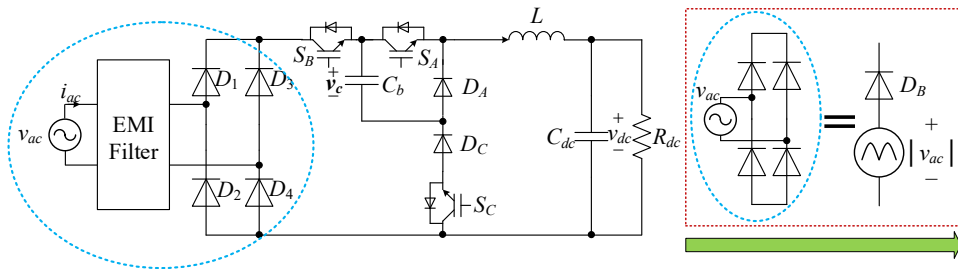 i_ac
v_ac
EMI
Filter
D_1
D_3
D_2
D_4
S_B
S_A
+
v_c
−
C_b
D_A
D_C
S_C
L
C_dc
+
v_dc
−
R_dc
v_ac
=
D_B
+
|v_ac|
−